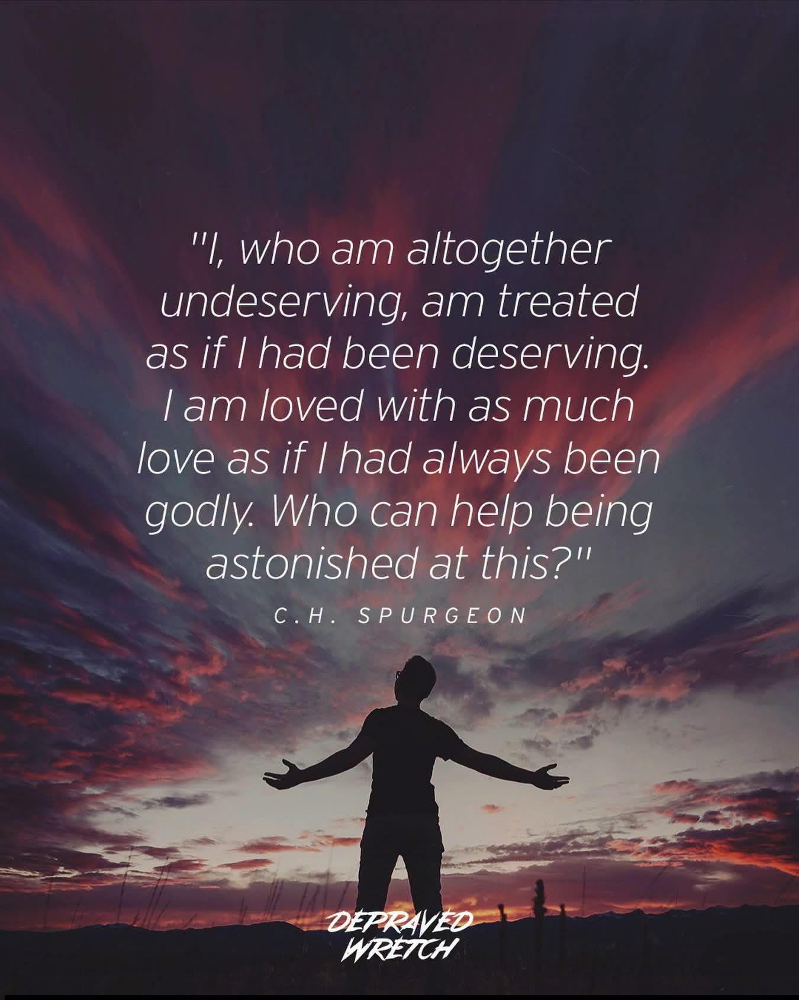 "I, who am altogether
undeserving, am treated
as if I had been deserving.
I am loved with as much
love as if I had always been
godly. Who can help being
astonished at this?"
C.H. SPURGEON
DEPRAVED
WRETCH